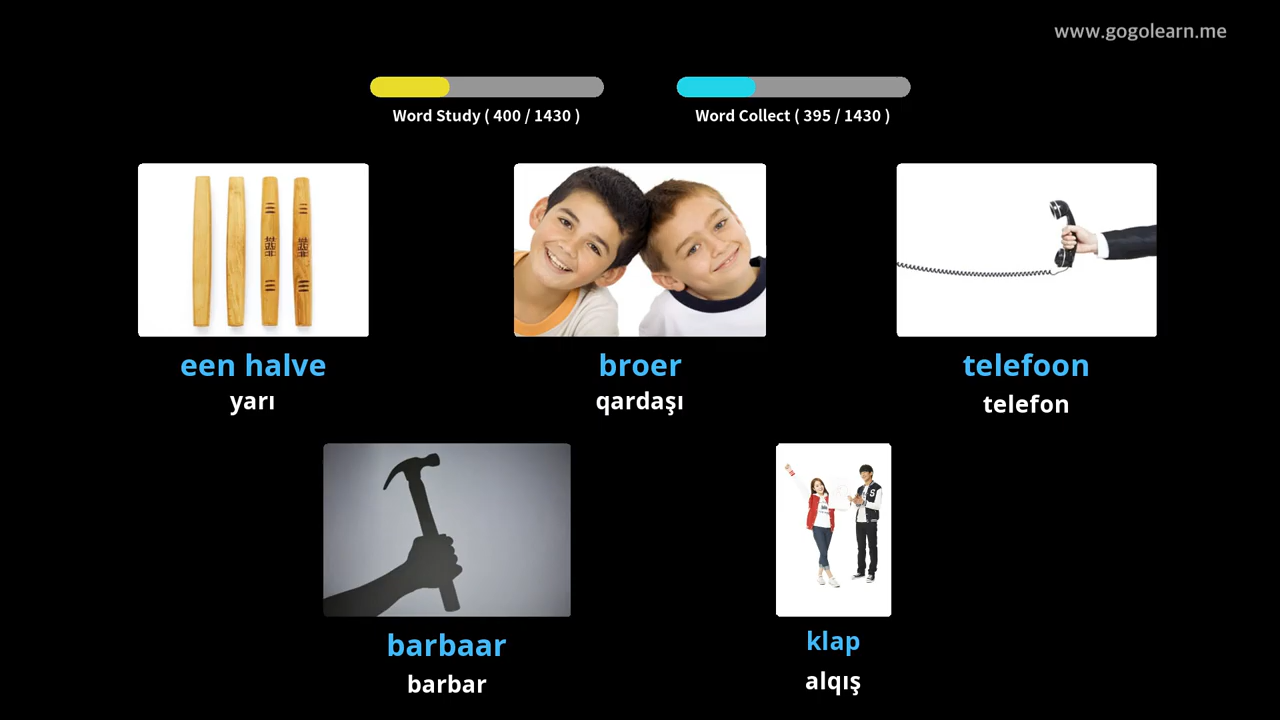 www.gogolearn.me
Word Study ( 400 / 1430 )
Word Collect ( 395 / 1430 )
een halve
yarı
broer
qardaşı
telefoon
telefon
barbaar
barbar
klap
alqış